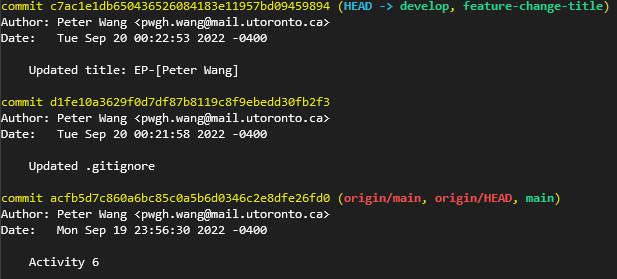 commit c7ac1e1db650436526084183e11957bd09459894 (HEAD -> develop, feature-change-title)
Author: Peter Wang <pwgh.wang@mail.utoronto.ca>
Date:   Tue Sep 20 00:22:53 2022 -0400
Updated title: EP-[Peter Wang]
commit d1fe10a3629f0d7df87b8119c8f9ebedd30fb2f3
Author: Peter Wang <pwgh.wang@mail.utoronto.ca>
Date:   Tue Sep 20 00:21:58 2022 -0400
Updated .gitignore
commit acfb5d7c860a6bc85c0a5b6d0346c2e8dfe26fd0 (origin/main, origin/HEAD, main)
Author: Peter Wang <pwgh.wang@mail.utoronto.ca>
Date:   Mon Sep 19 23:56:30 2022 -0400
Activity 6